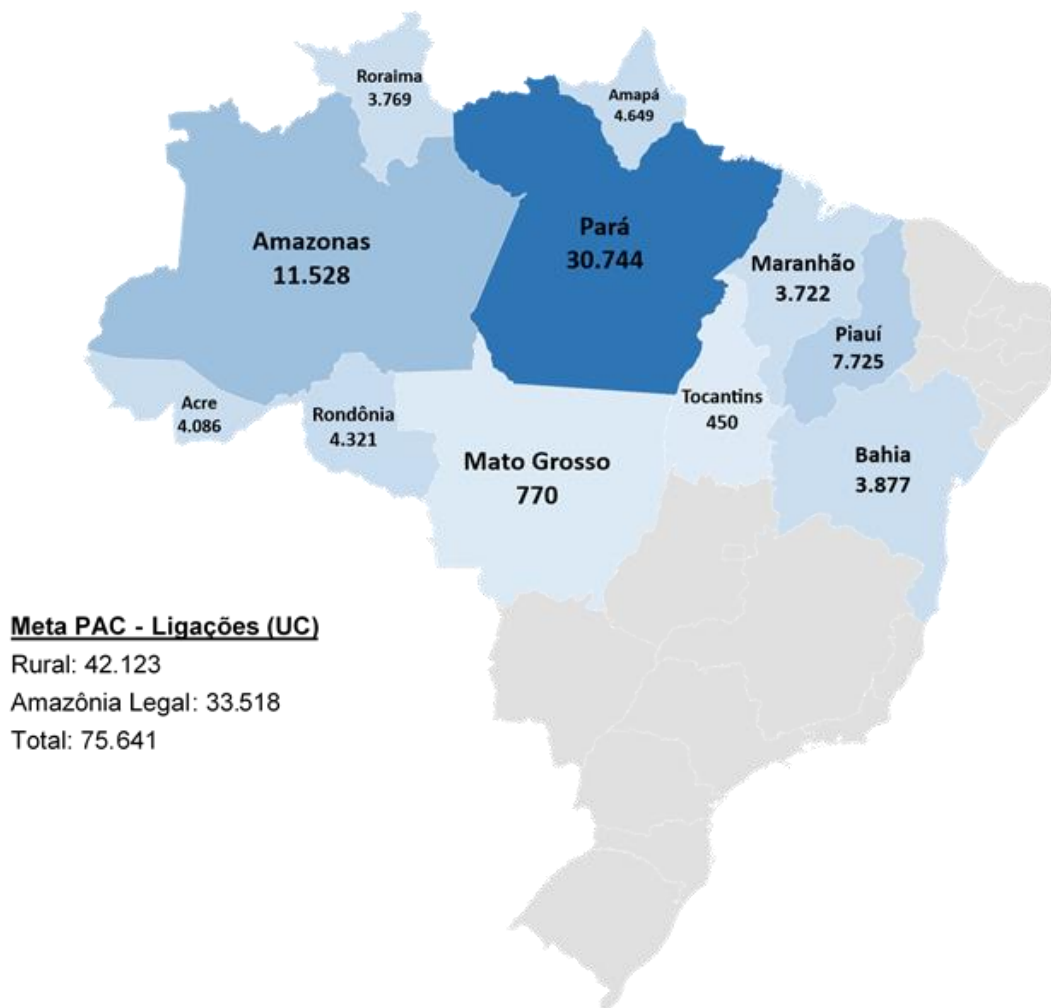 Roraima
3.769
Amapá
4.649
Amazonas
11.528
Pará
30.744
Maranhão
3.722
Piauí
7.725
Acre
4.086
Rondônia
4.321
Mato Grosso
770
Tocantins
450
Bahia
3.877
Meta PAC - Ligações (UC)
Rural: 42.123
Amazônia Legal: 33.518
Total: 75.641